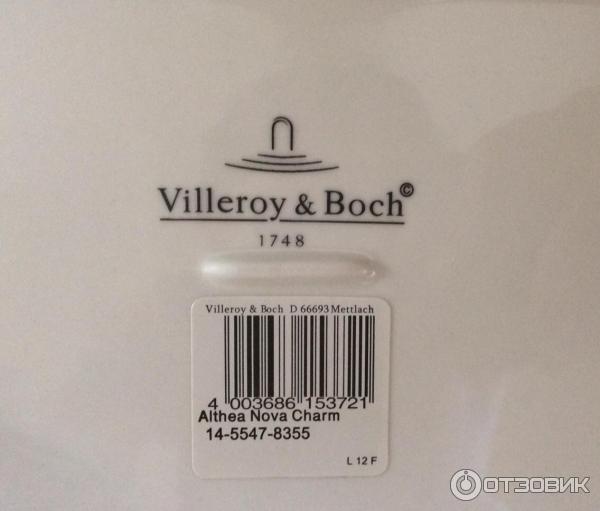 Villeroy & Boch©
1748
Villeroy & Boch D 66693 Mettlach
4 003686 153721
Althea Nova Charm
14-5547-8355
L 12 F
ОТЗОВИК